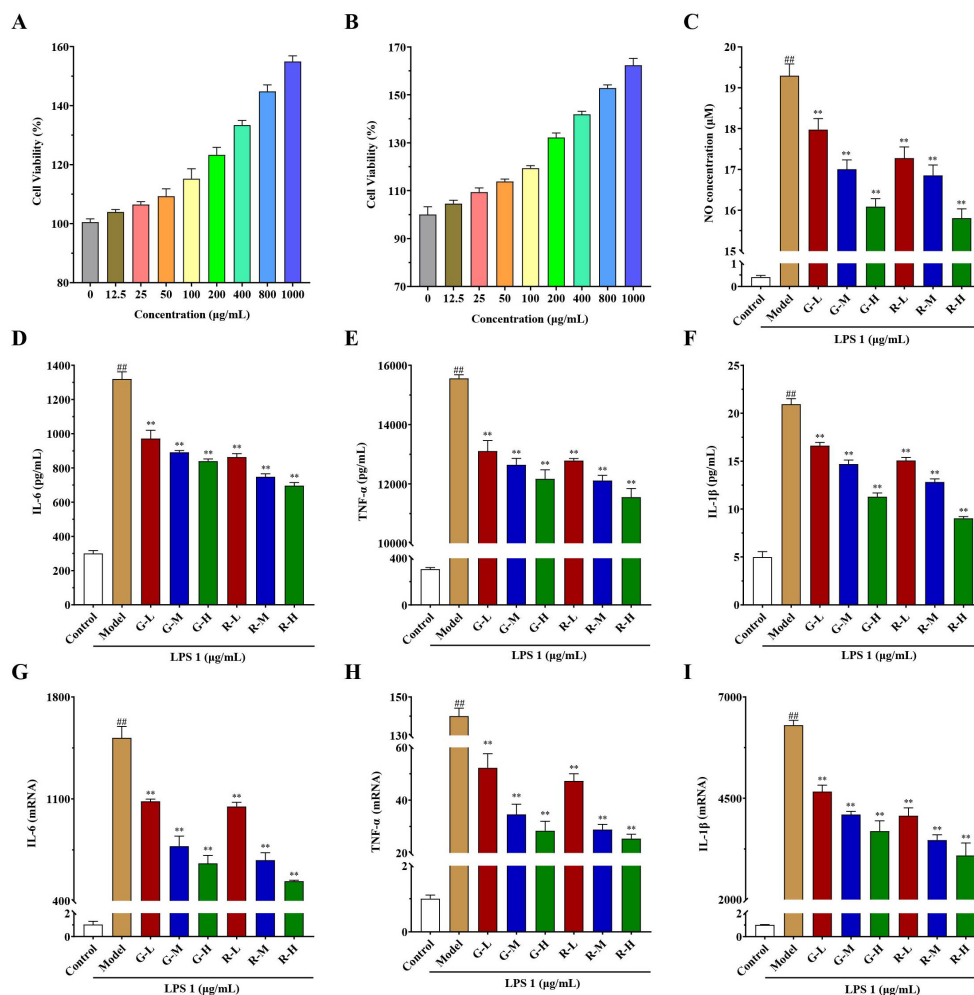 A
Cell Viability (%)
160
140
120
100
80
0 12.5 25 50 100 200 400 800 1000
Concentration (μg/mL)
B
Cell Viability (%)
170
160
130
100
70
0 12.5 25 50 100 200 400 800 1000
Concentration (μg/mL)
C
NO concentration (μM)
20
19
18
17
16
15
1
0
##
**
**
**
**
**
**
Control Model G-L G-M G-H R-L R-M R-H
LPS 1 (μg/mL)
D
IL-6 (pg/mL)
1400
1200
1000
800
600
400
200
0
##
**
**
**
**
**
**
Control Model G-L G-M G-H R-L R-M R-H
LPS 1 (μg/mL)
E
TNF-α (pg/mL)
16000
14000
12000
10000
400
0
##
**
**
**
**
**
**
Control Model G-L G-M G-H R-L R-M R-H
LPS 1 (μg/mL)
F
IL-1β (pg/mL)
25
20
15
10
5
0
##
**
**
**
**
**
**
Control Model G-L G-M G-H R-L R-M R-H
LPS 1 (μg/mL)
G
IL-6 (mRNA)
1800
1100
400
2
1
0
##
**
**
**
**
**
**
Control Model G-L G-M G-H R-L R-M R-H
LPS 1 (μg/mL)
H
TNF-α (mRNA)
150
130
60
40
20
2
1
0
##
**
**
**
**
**
**
Control Model G-L G-M G-H R-L R-M R-H
LPS 1 (μg/mL)
I
IL-1β (mRNA)
7000
4500
2000
2
1
0
##
**
**
**
**
**
**
Control Model G-L G-M G-H R-L R-M R-H
LPS 1 (μg/mL)